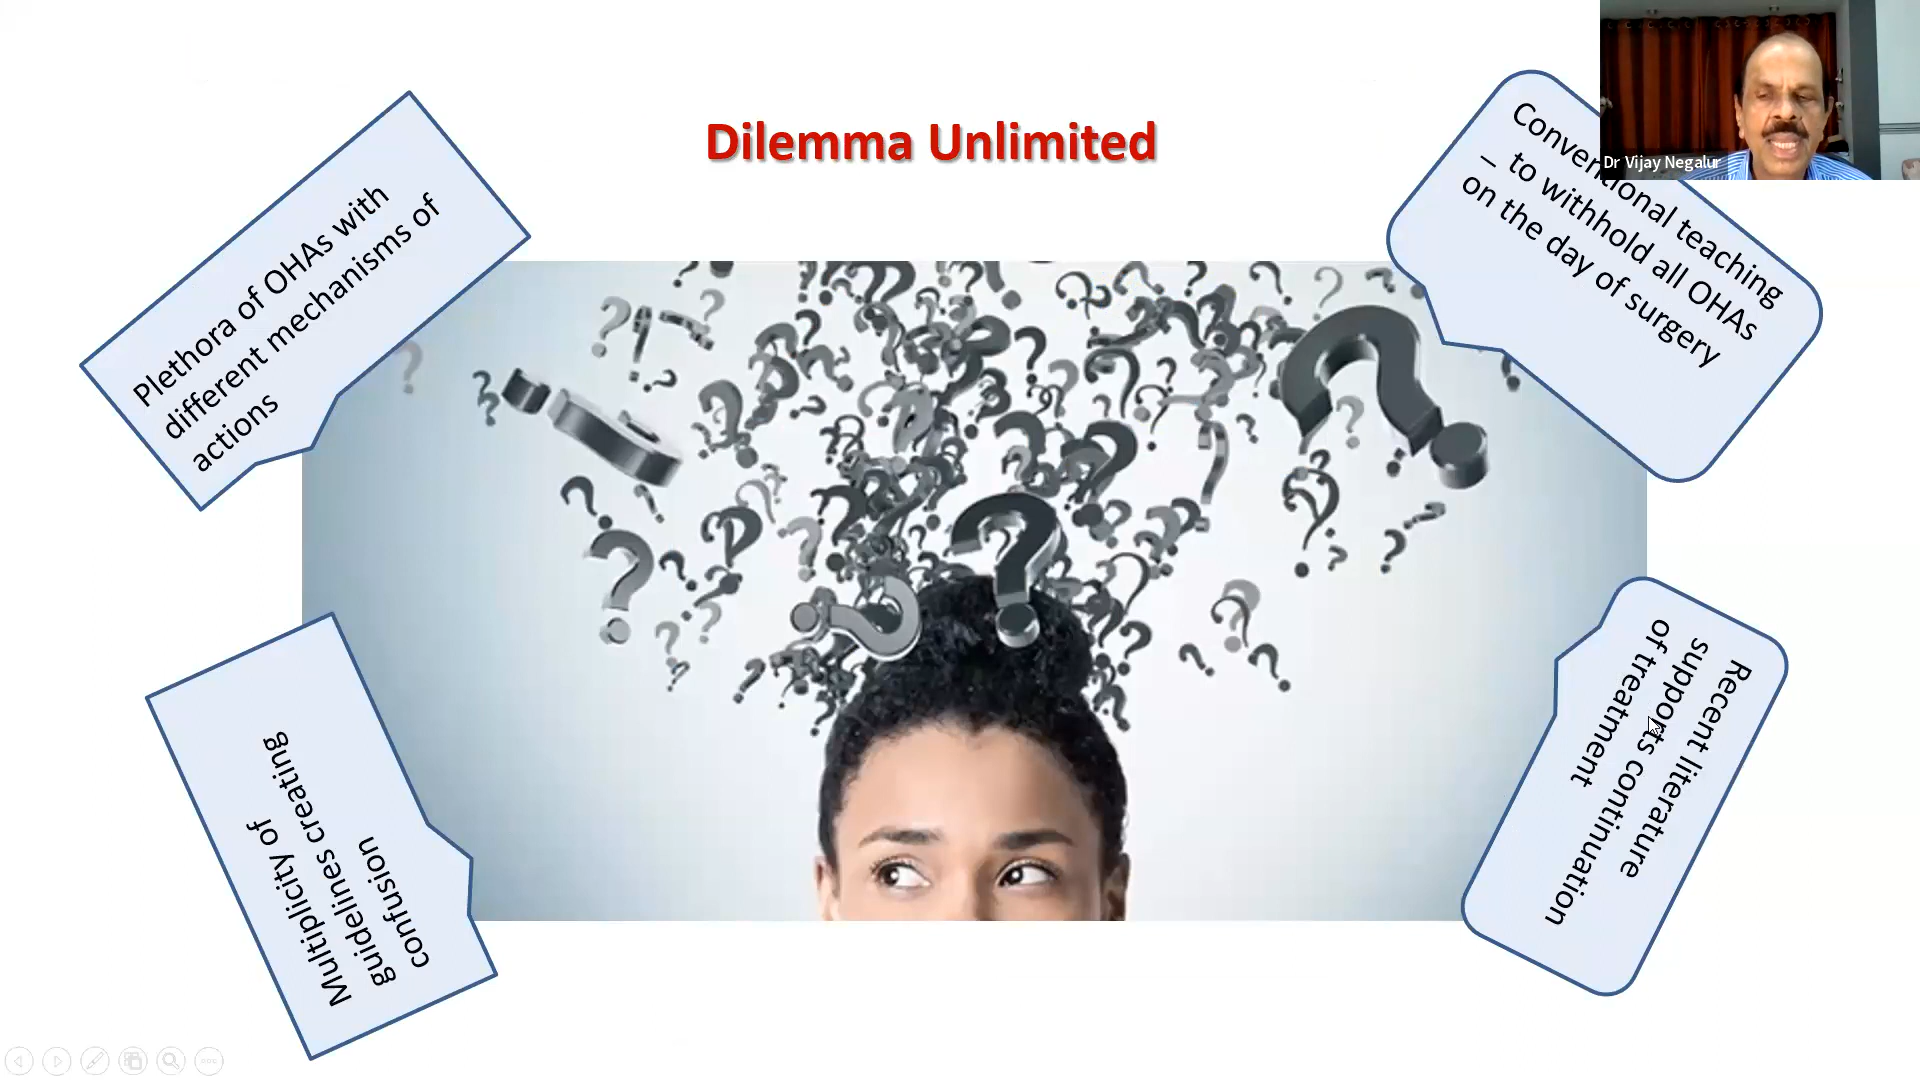 Dilemma Unlimited
Plethora of OHAs with
different mechanisms of
actions
Conventional teaching
– to withhold all OHAs
on the day of surgery
Dr Vijay Negalur
Multiplicity of
guidelines creating
confusion
Recent literature
supports continuation
of treatment